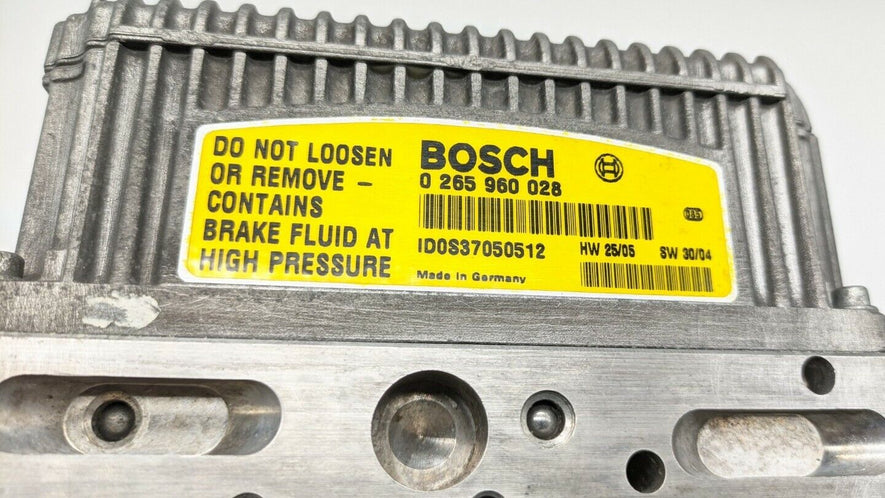 DO NOT LOOSEN
OR REMOVE –
CONTAINS
BRAKE FLUID AT
HIGH PRESSURE
BOSCH
0 265 960 028
ID0S37050512
HW 25/05
SW 30/04
Made in Germany